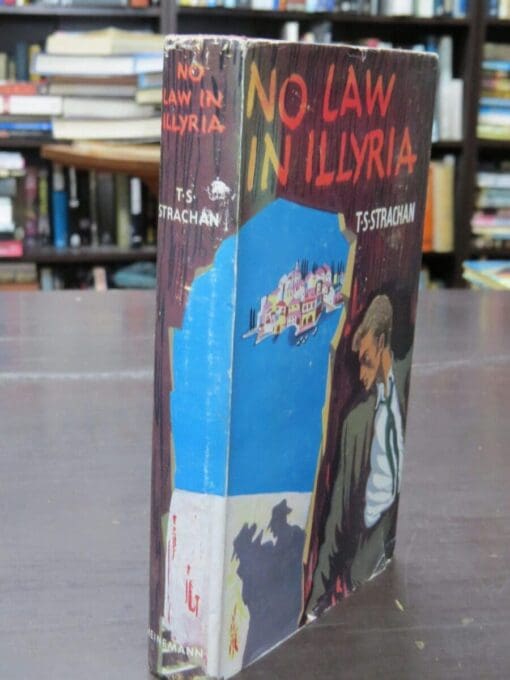 NO
LAW IN
ILLYRIA
T·S·
STRACHAN
HEINEMANN
NO LAW
IN ILLYRIA
T·S·STRACHAN